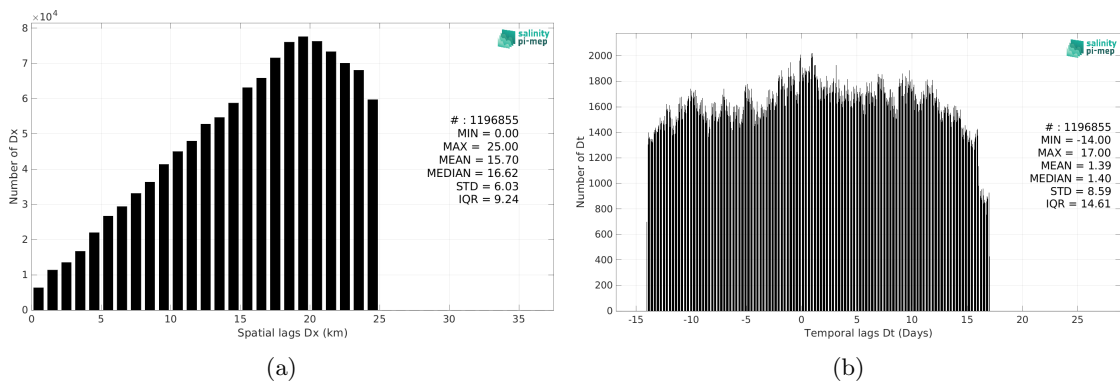 ×10⁴
8
7
6
5
4
3
2
1
0
Number of Dx
0 5 10 15 20 25 30 35
Spatial lags Dx (km)
salinity
pi-mep
# : 1196855
MIN = 0.00
MAX = 25.00
MEAN = 15.70
MEDIAN = 16.62
STD = 6.03
IQR = 9.24
(a)
2000
1800
1600
1400
1200
1000
800
600
400
200
0
Number of Dt
-15 -10 -5 0 5 10 15 20 25
Temporal lags Dt (Days)
salinity
pi-mep
# : 1196855
MIN = -14.00
MAX = 17.00
MEAN = 1.39
MEDIAN = 1.40
STD = 8.59
IQR = 14.61
(b)